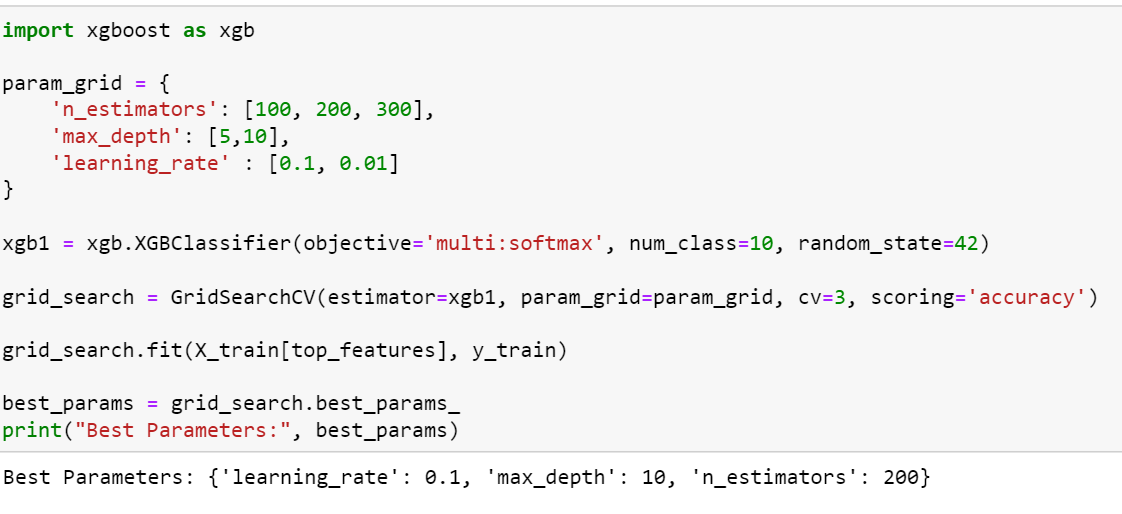 import xgboost as xgb
param_grid = {
    'n_estimators': [100, 200, 300],
    'max_depth': [5,10],
    'learning_rate' : [0.1, 0.01]
}
xgb1 = xgb.XGBClassifier(objective='multi:softmax', num_class=10, random_state=42)
grid_search = GridSearchCV(estimator=xgb1, param_grid=param_grid, cv=3, scoring='accuracy')
grid_search.fit(X_train[top_features], y_train)
best_params = grid_search.best_params_
print("Best Parameters:", best_params)
Best Parameters: {'learning_rate': 0.1, 'max_depth': 10, 'n_estimators': 200}